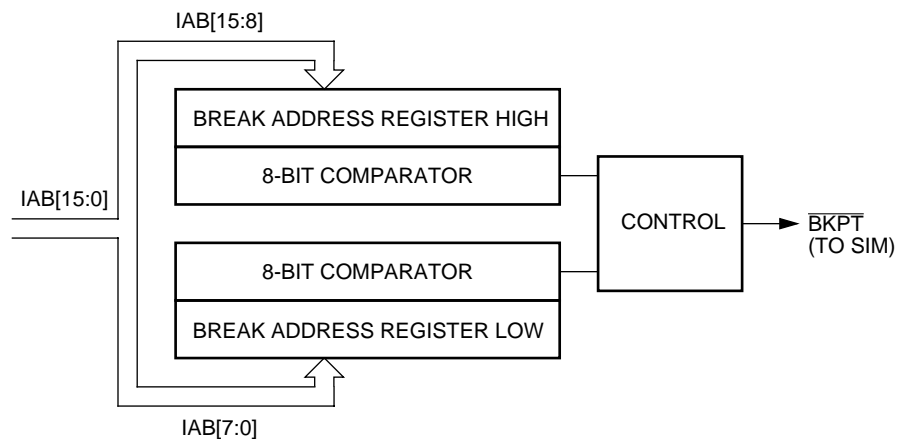 IAB[15:8]
BREAK ADDRESS REGISTER HIGH
8-BIT COMPARATOR
IAB[15:0]
CONTROL
BKPT
(TO SIM)
8-BIT COMPARATOR
BREAK ADDRESS REGISTER LOW
IAB[7:0]